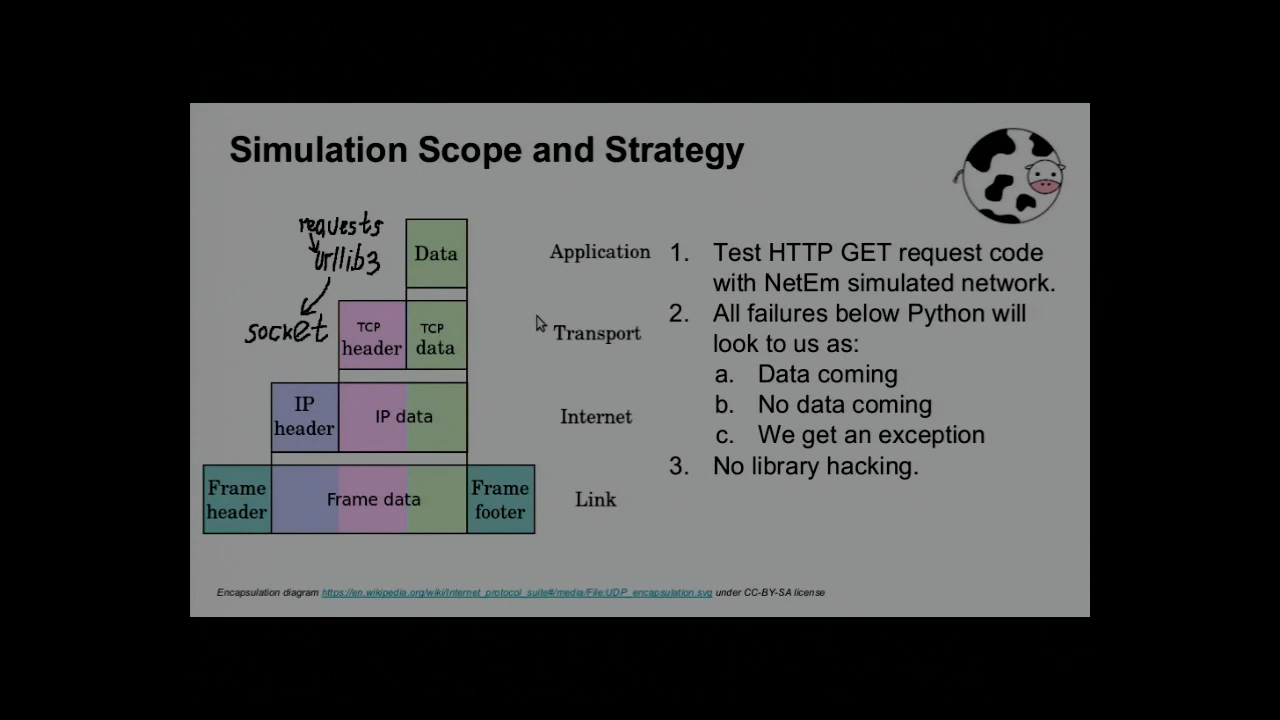 Simulation Scope and Strategy
requests
urllib3
socket
Data
TCP
header
TCP
data
IP
header
IP data
Frame
header
Frame data
Frame
footer
Application
Transport
Internet
Link
1. Test HTTP GET request code
with NetEm simulated network.
2. All failures below Python will
look to us as:
a. Data coming
b. No data coming
c. We get an exception
3. No library hacking.
Encapsulation diagram https://en.wikipedia.org/wiki/Internet_protocol_suite#/media/File:UDP_encapsulation.svg under CC-BY-SA license